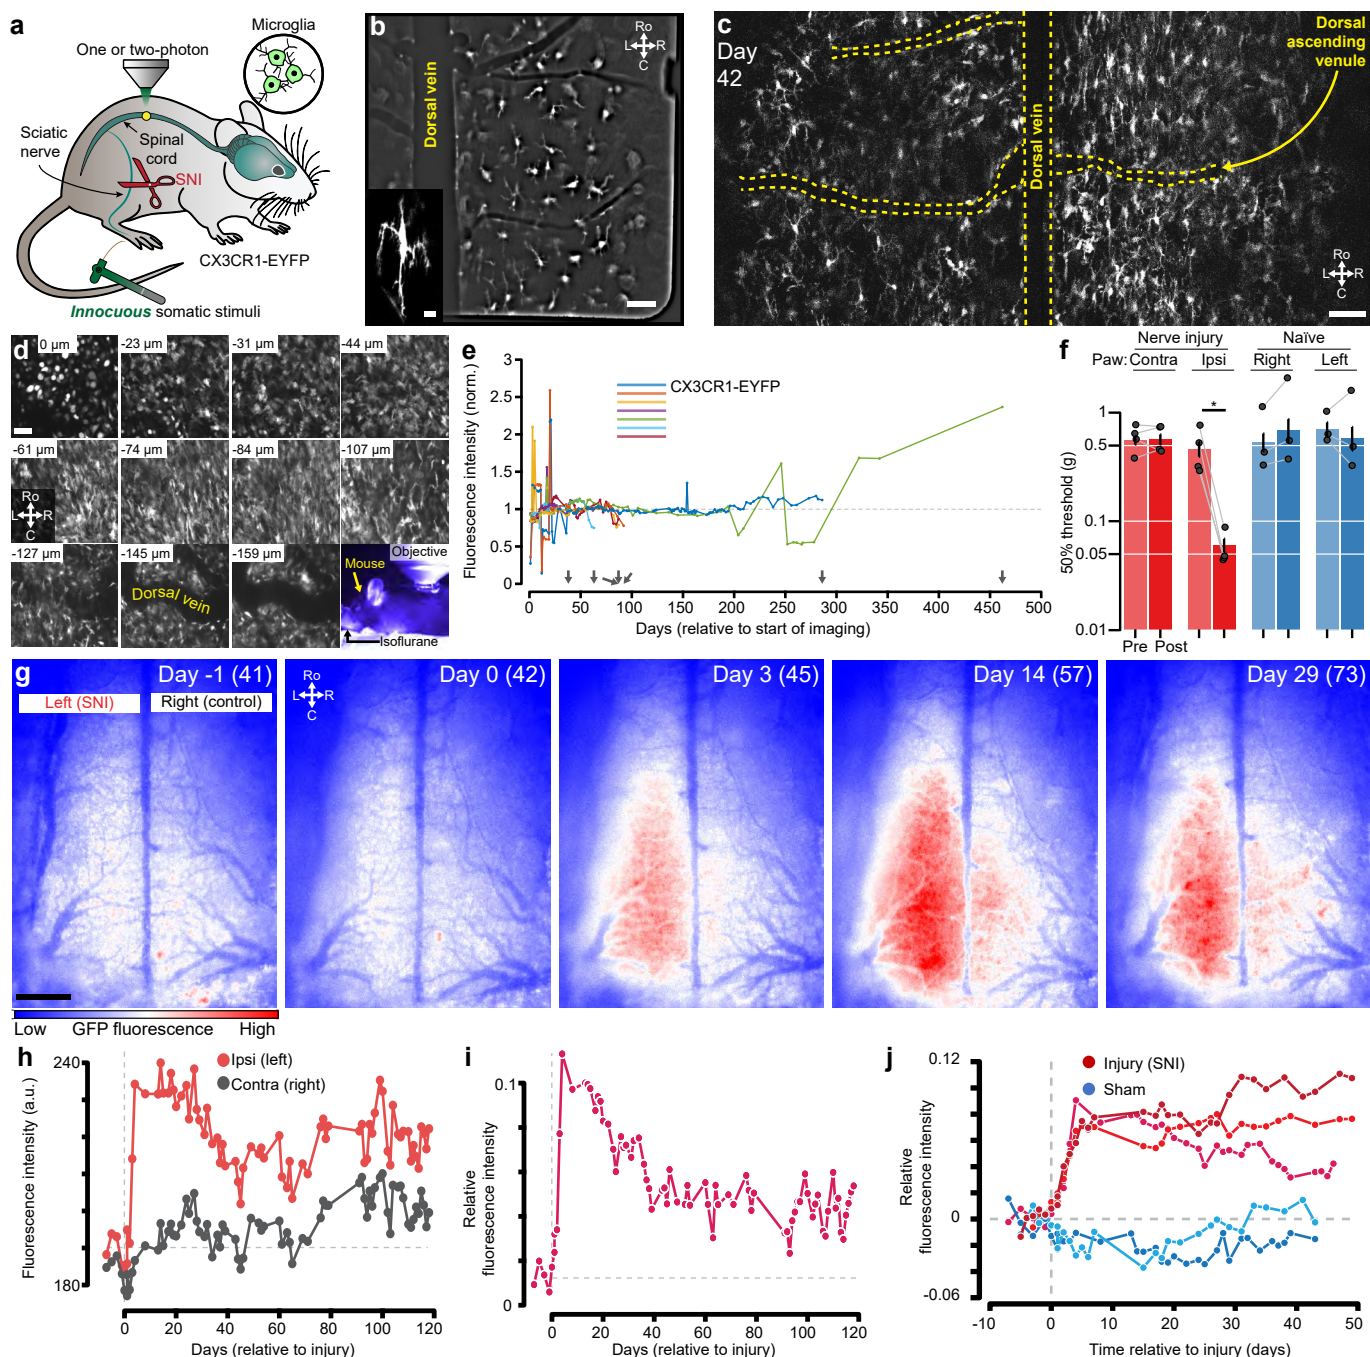 a
One or two-photon
Microglia
Sciatic
nerve
Spinal
cord
SNI
CX3CR1-EYFP
Innocuous somatic stimuli
b
Dorsal vein
Ro
L R
C
c
Day
42
Dorsal
ascending
venule
Dorsal vein
Ro
L R
C
d
0 µm
-23 µm
-31 µm
-44 µm
-61 µm
-74 µm
-84 µm
-107 µm
Ro
L R
C
-127 µm
-145 µm
-159 µm
Dorsal vein
Objective
Mouse
Isoflurane
e
Fluorescence intensity (norm.)
3
2.5
2
1.5
1
0.5
0
CX3CR1-EYFP
0 50 100 150 200 250 300 350 400 450 500
Days (relative to start of imaging)
f
Nerve injury Naïve
Paw: Contra Ipsi Right Left
*
50% threshold (g)
1
0.5
0.1
0.05
0.01
Pre Post
g
Day -1 (41)
Left (SNI)
Right (control)
Day 0 (42)
Ro
L R
C
Day 3 (45)
Day 14 (57)
Day 29 (73)
Low GFP fluorescence High
h
Fluorescence intensity (a.u.)
240
180
Ipsi (left)
Contra (right)
0 20 40 60 80 100 120
Days (relative to injury)
i
Relative
fluorescence intensity
0.1
0
0 20 40 60 80 100 120
Days (relative to injury)
j
Relative
fluorescence intensity
0.12
0
-0.06
Injury (SNI)
Sham
-10 0 10 20 30 40 50
Time relative to injury (days)